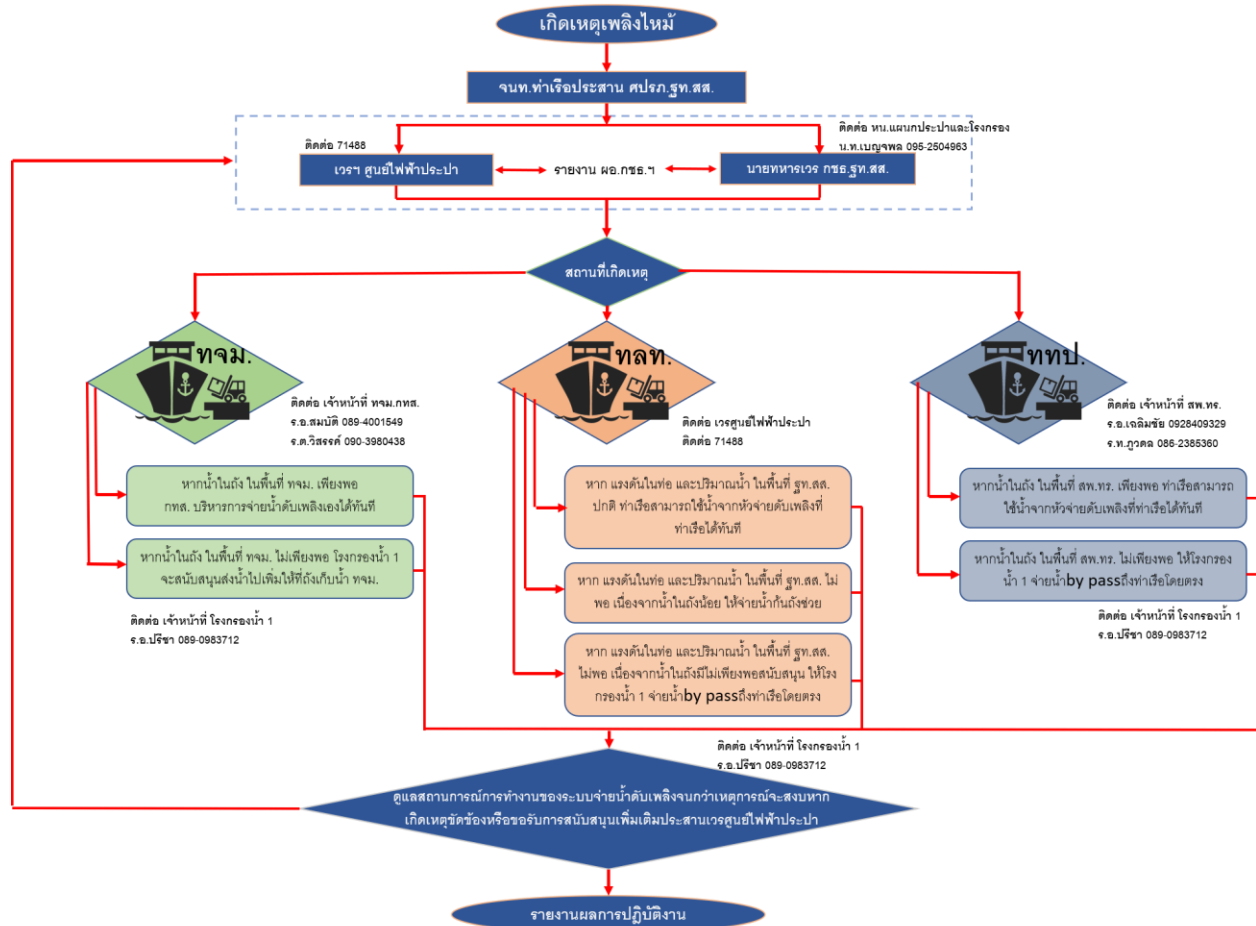 เกิดเหตุเพลิงไหม้
จนท.ท่าเรือประสาน ศปรภ.ฐท.สส.
ติดต่อ หน.แผนกประปาและโรงกรอง
น.ท.เบญจพล 095-2504963
ติดต่อ 71488
เวรฯ ศูนย์ไฟฟ้าประปา
รายงาน ผอ.กชธ.ฯ
นายทหารเวร กชธ.ฐท.สส.
สถานที่เกิดเหตุ
ทจม.
ติดต่อ เจ้าหน้าที่ ทจม.กทส.
ร.อ.สมบัติ 089-4001549
ร.ต.วิสรรค์ 090-3980438
หากน้ำในถัง ในพื้นที่ ทจม. เพียงพอ
กทส. บริหารการจ่ายน้ำดับเพลิงเองได้ทันที
หากน้ำในถัง ในพื้นที่ ทจม. ไม่เพียงพอ โรงกรองน้ำ 1
จะสนับสนุนส่งน้ำไปเพิ่มให้ที่ถังเก็บน้ำ ทจม.
ติดต่อ เจ้าหน้าที่ โรงกรองน้ำ 1
ร.อ.ปรีชา 089-0983712
ทลท.
ติดต่อ เวรศูนย์ไฟฟ้าประปา
ติดต่อ 71488
หาก แรงดันในท่อ และปริมาณน้ำ ในพื้นที่ ฐท.สส.
ปกติ ท่าเรือสามารถใช้น้ำจากหัวจ่ายดับเพลิงที่
ท่าเรือได้ทันที
หาก แรงดันในท่อ และปริมาณน้ำ ในพื้นที่ ฐท.สส. ไม่
พอ เนื่องจากน้ำในถังน้อย ให้จ่ายน้ำก้นถังช่วย
หาก แรงดันในท่อ และปริมาณน้ำ ในพื้นที่ ฐท.สส.
ไม่พอ เนื่องจากน้ำในถังมีไม่เพียงพอสนับสนุน ให้โรง
กรองน้ำ 1 จ่ายน้ำby passถึงท่าเรือโดยตรง
ททป.
ติดต่อ เจ้าหน้าที่ สพ.ทร.
ร.อ.เฉลิมชัย 0928409329
ร.ท.ภูวดล 086-2385360
หากน้ำในถัง ในพื้นที่ สพ.ทร. เพียงพอ ท่าเรือสามารถ
ใช้น้ำจากหัวจ่ายดับเพลิงที่ท่าเรือได้ทันที
หากน้ำในถัง ในพื้นที่ สพ.ทร. ไม่เพียงพอ ให้โรงกรอง
น้ำ 1 จ่ายน้ำby passถึงท่าเรือโดยตรง
ติดต่อ เจ้าหน้าที่ โรงกรองน้ำ 1
ร.อ.ปรีชา 089-0983712
ติดต่อ เจ้าหน้าที่ โรงกรองน้ำ 1
ร.อ.ปรีชา 089-0983712
ดูแลสถานการณ์การทำงานของระบบจ่ายน้ำดับเพลิงจนกว่าเหตุการณ์จะสงบหาก
เกิดเหตุขัดข้องหรือขอรับการสนับสนุนเพิ่มเติมประสานเวรศูนย์ไฟฟ้าประปา
รายงานผลการปฏิบัติงาน